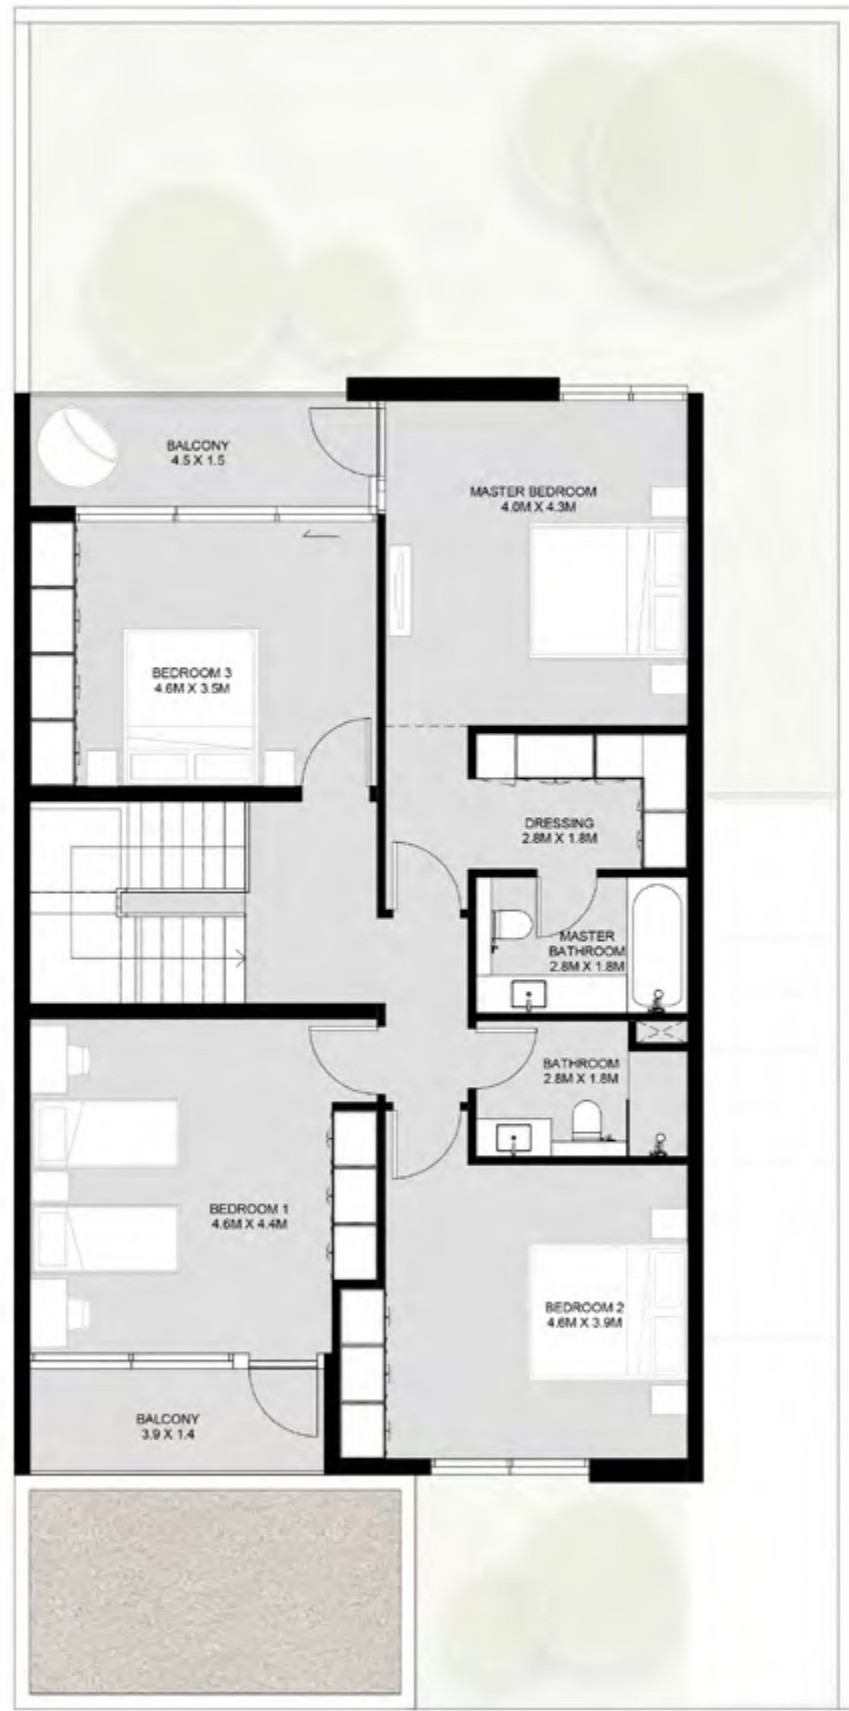 BALCONY
4.5 X 1.5
MASTER BEDROOM
4.0M X 4.3M
BEDROOM 3
4.6M X 3.5M
DRESSING
2.8M X 1.8M
MASTER
BATHROOM
2.8M X 1.8M
BATHROOM
2.8M X 1.8M
BEDROOM 1
4.6M X 4.4M
BEDROOM 2
4.6M X 3.9M
BALCONY
3.9 X 1.4